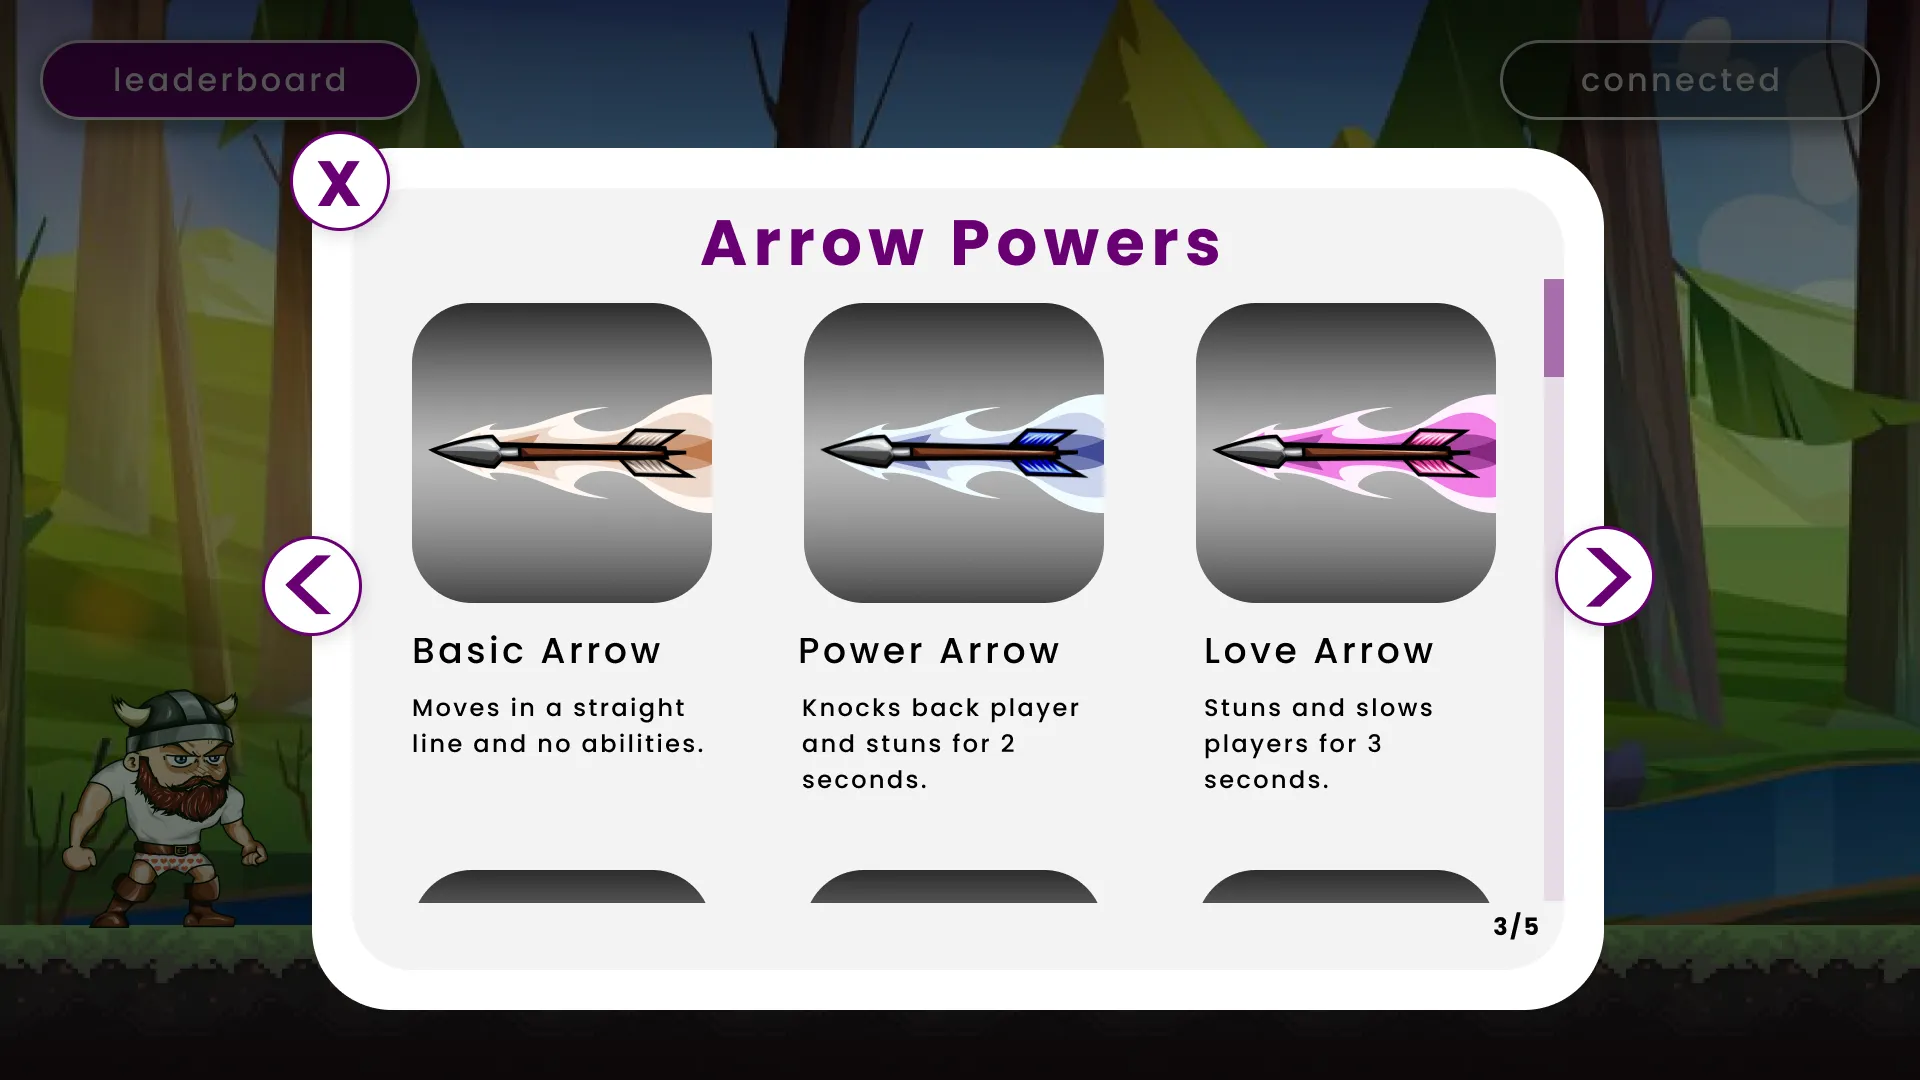 leaderboard
connected
X
Arrow Powers
Basic Arrow
Moves in a straight
line and no abilities.
Power Arrow
Knocks back player
and stuns for 2
seconds.
Love Arrow
Stuns and slows
players for 3
seconds.
3/5